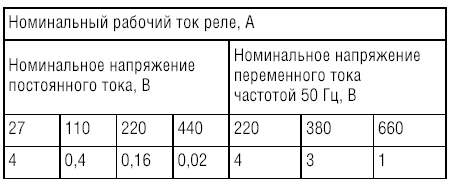 Номинальный рабочий ток реле, А
Номинальное напряжение
постоянного тока, В
Номинальное напряжение
переменного тока
частотой 50 Гц, В
27 110 220 440 220 380 660
4 0,4 0,16 0,02 4 3 1